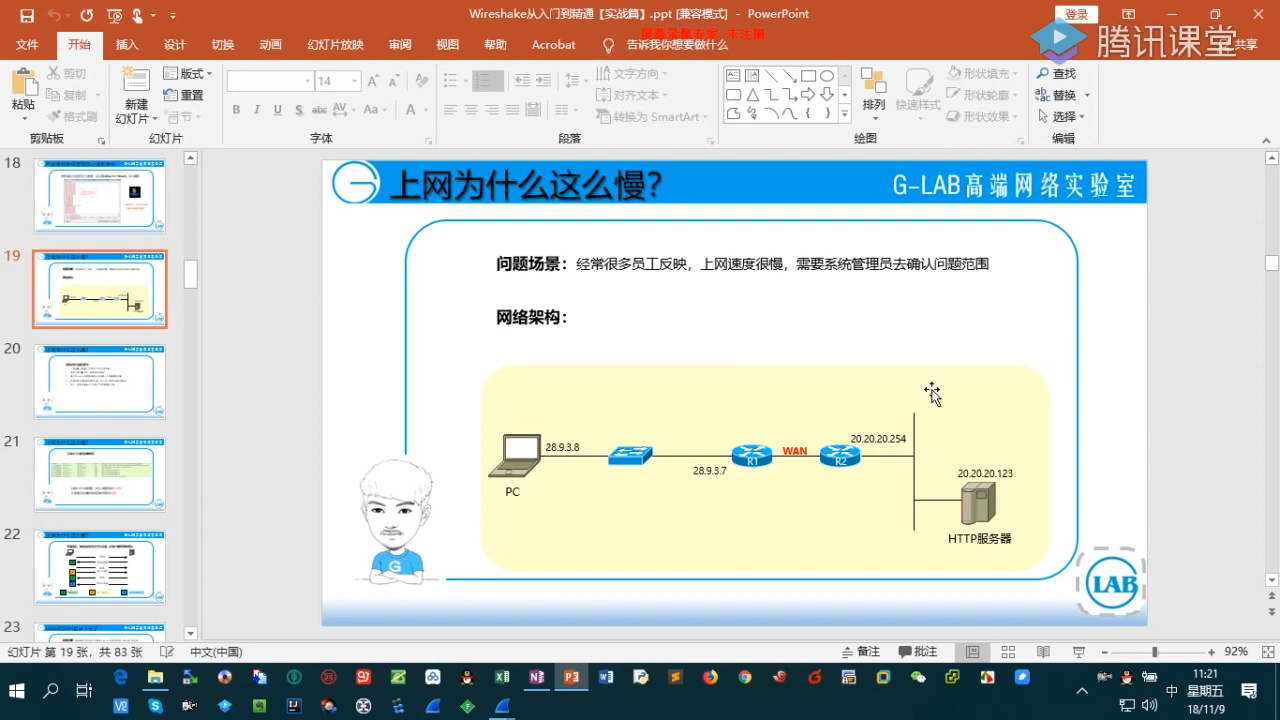 Wireshake从入门到精通【实战篇】.ppt [兼容模式] - PowerPoint
登录
屏幕录像专家 未注册
文件 开始 插入 设计 切换 动画 幻灯片放映 审阅 视图 帮助 Acrobat 告诉我你想要做什么 共享
腾讯课堂
剪切
复制
格式刷
粘贴
剪贴板
新建
幻灯片
版式
重置
节
幻灯片
14
字体
文字方向
对齐文本
转换为 SmartArt
段落
排列 快速样式
形状填充
形状轮廓
形状效果
绘图
查找
替换
选择
编辑
18
19
20
21
22
23
上网为什么这么慢?
G-LAB高端网络实验室
问题场景: 经常很多员工反映, 上网速度很慢, 需要系统管理员去确认问题范围
网络架构:
28.9.3.8
PC
28.9.3.7
R1
WAN
R2
20.20.20.254
20.20.20.123
HTTP服务器
G
LAB
幻灯片 第 19 张, 共 83 张 中文(中国) 备注 批注 92%
中
11:21
星期五
18/11/9